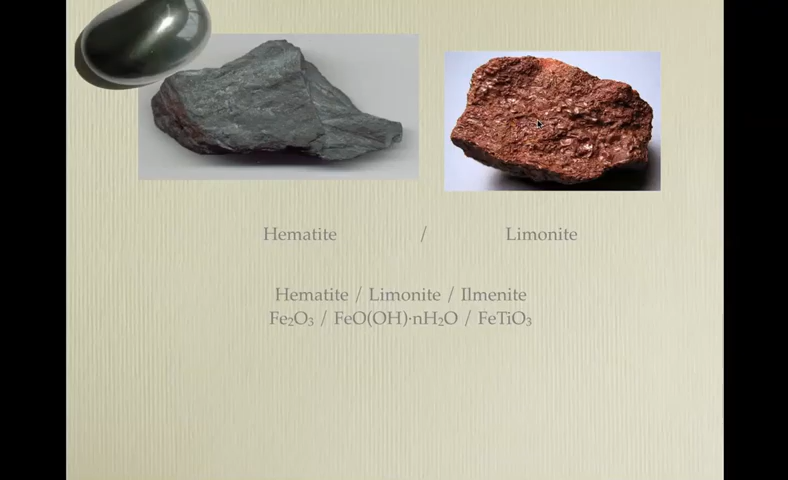 Hematite / Limonite
Hematite / Limonite / Ilmenite
Fe₂O₃ / FeO(OH)·nH₂O / FeTiO₃